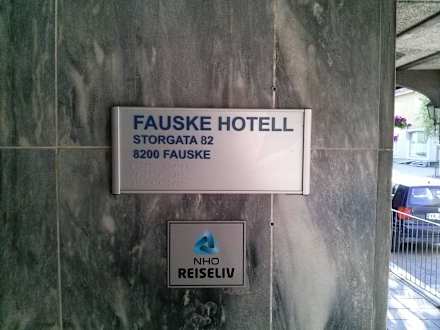 FAUSKE HOTELL
STORGATA 82
8200 FAUSKE
NHO
REISELIV